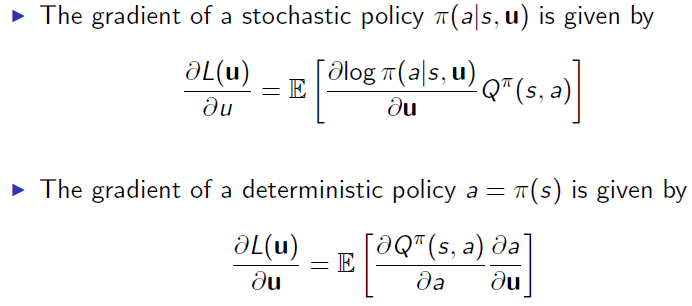 ▶ The gradient of a stochastic policy π(a|s, u) is given by
∂L(u)/∂u = 𝔼 [∂log π(a|s, u)/∂u Q^π(s, a)]
▶ The gradient of a deterministic policy a = π(s) is given by
∂L(u)/∂u = 𝔼 [∂Q^π(s, a)/∂a ∂a/∂u]